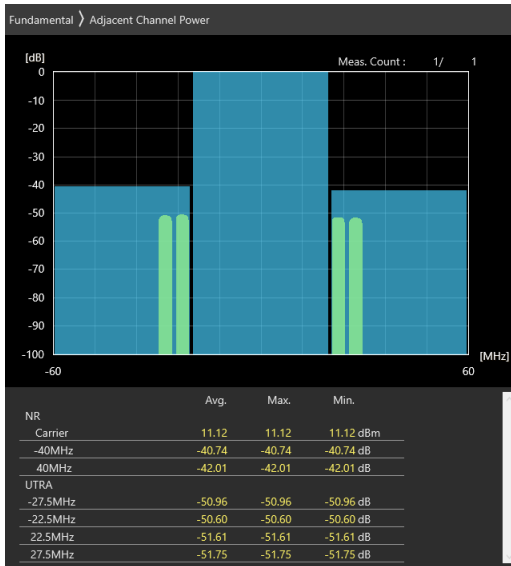 Fundamental 〉 Adjacent Channel Power
[dB]
Meas. Count : 1/ 1
0
-10
-20
-30
-40
-50
-60
-70
-80
-90
-100
[MHz]
-60 60
Avg. Max. Min.
NR
Carrier 11.12 11.12 11.12 dBm
-40MHz -40.74 -40.74 -40.74 dB
40MHz -42.01 -42.01 -42.01 dB
UTRA
-27.5MHz -50.96 -50.96 -50.96 dB
-22.5MHz -50.60 -50.60 -50.60 dB
22.5MHz -51.61 -51.61 -51.61 dB
27.5MHz -51.75 -51.75 -51.75 dB